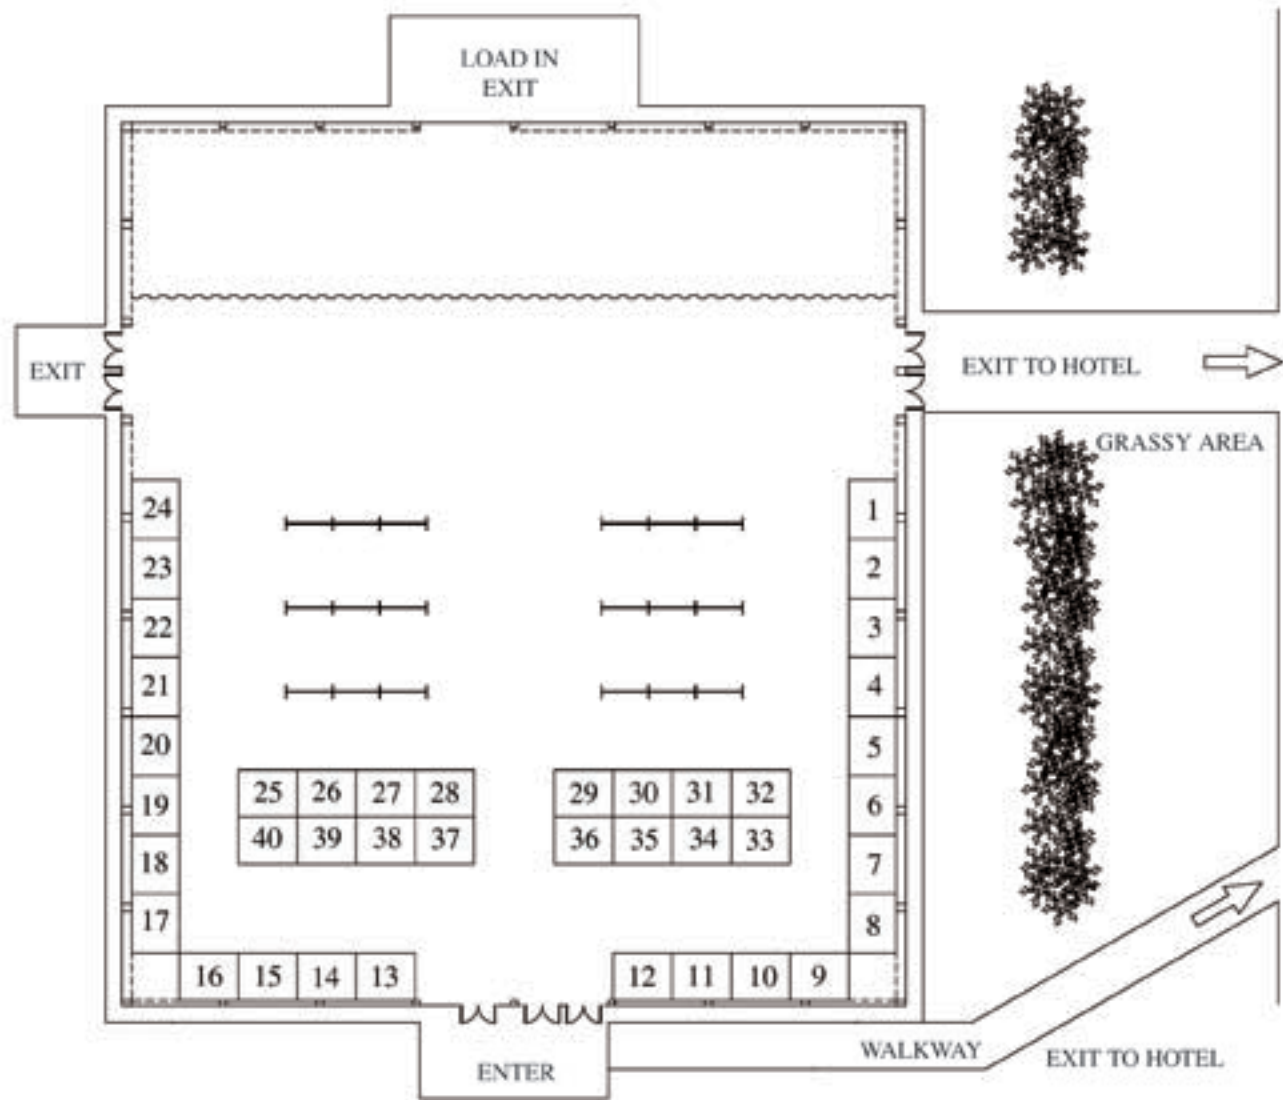 LOAD IN
EXIT
EXIT
EXIT TO HOTEL
GRASSY AREA
24
1
23
2
22
3
21
4
20
5
25 26 27 28
29 30 31 32
19
6
40 39 38 37
36 35 34 33
18
7
17
8
16 15 14 13
12 11 10 9
WALKWAY
EXIT TO HOTEL
ENTER